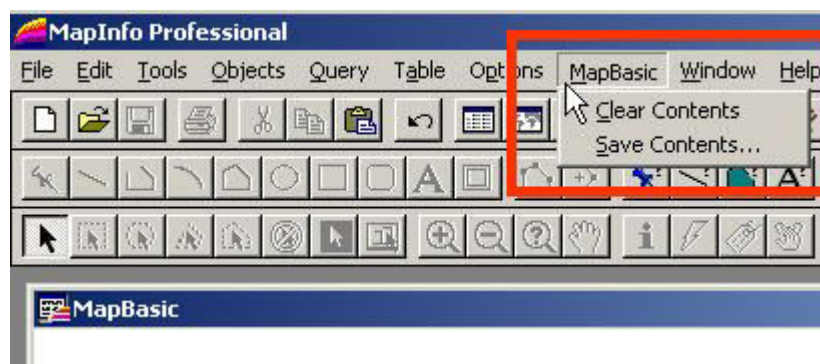 MapInfo Professional
File Edit Tools Objects Query Table Options MapBasic Window Help
Clear Contents
Save Contents...
A A
MapBasic